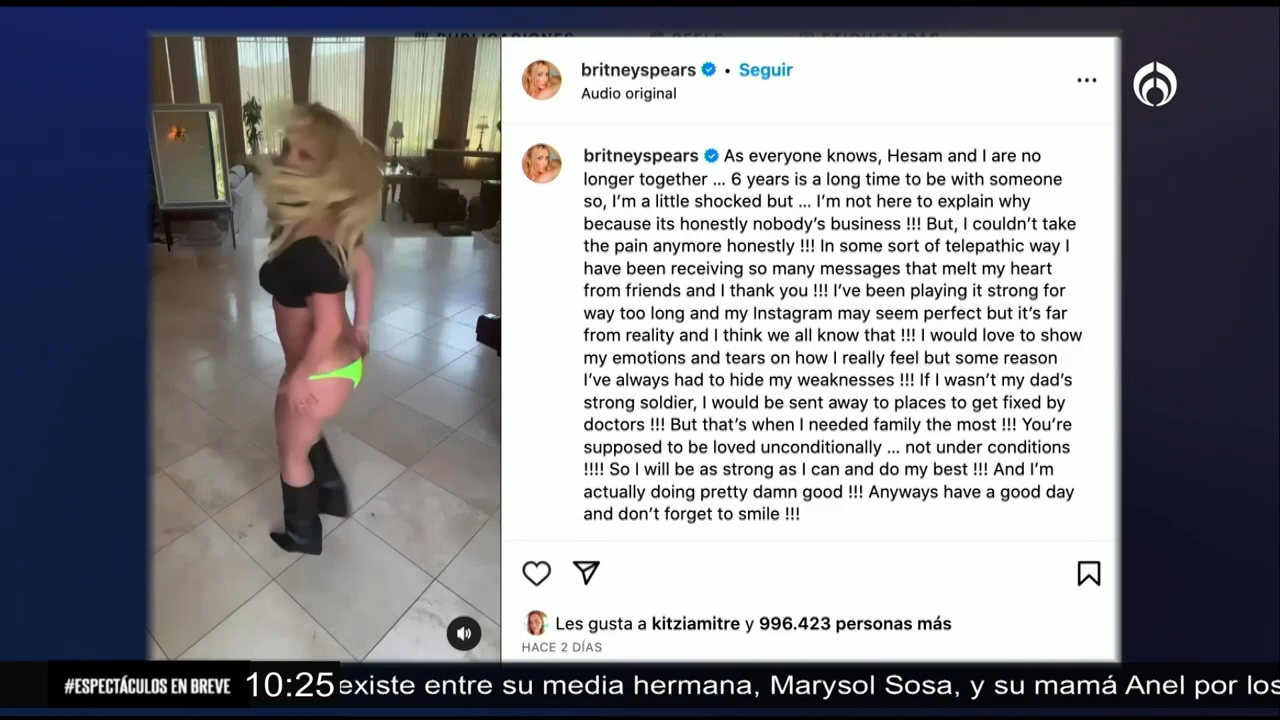 britneyspears • Seguir
Audio original
britneyspears As everyone knows, Hesam and I are no
longer together ... 6 years is a long time to be with someone
so, I'm a little shocked but ... I'm not here to explain why
because its honestly nobody's business !!! But, I couldn't take
the pain anymore honestly !!! In some sort of telepathic way I
have been receiving so many messages that melt my heart
from friends and I thank you !!! I've been playing it strong for
way too long and my Instagram may seem perfect but it's far
from reality and I think we all know that !!! I would love to show
my emotions and tears on how I really feel but some reason
I've always had to hide my weaknesses !!! If I wasn't my dad's
strong soldier, I would be sent away to places to get fixed by
doctors !!! But that's when I needed family the most !!! You're
supposed to be loved unconditionally ... not under conditions
!!!! So I will be as strong as I can and do my best !!! And I'm
actually doing pretty damn good !!! Anyways have a good day
and don't forget to smile !!!
Les gusta a kitziamitre y 996.423 personas más
HACE 2 DÍAS
#ESPECTÁCULOS EN BREVE 10:25 existe entre su media hermana, Marysol Sosa, y su mamá Anel por los